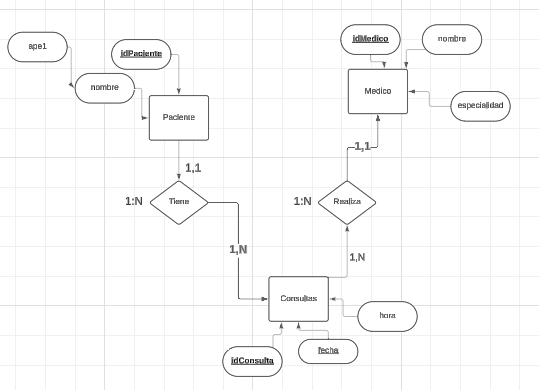 idMedico
nombre
ape1
idPaciente
nombre
Medico
especialidad
Paciente
1,1
1,1
1:N
Tiene
1:N
Realiza
1,N
1,N
Consultas
hora
idConsulta
fecha